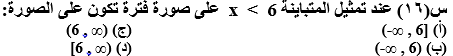 س(١٦) عند تمثيل المتباينة x < 6 على صورة فترة تكون على الصورة:
(أ) (-∞ , 6] (ج) (6 , ∞)
(ب) (-∞ , 6) (د) [6 , ∞)